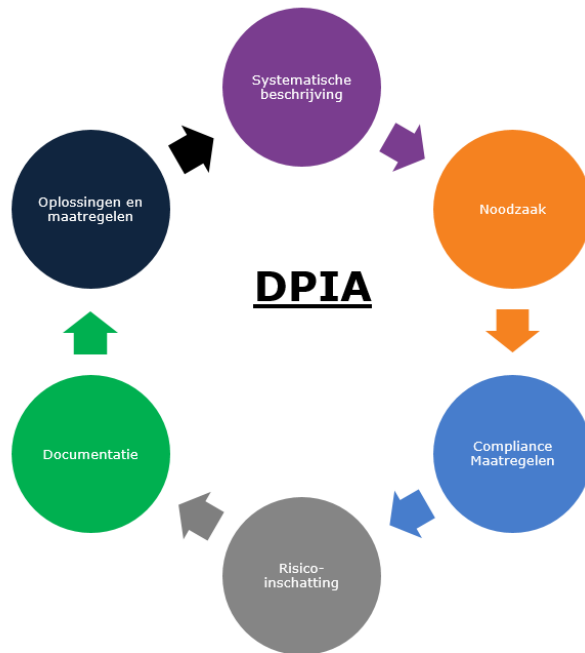 Systematische
beschrijving
Oplossingen en
maatregelen
Noodzaak
DPIA
Documentatie
Compliance
Maatregelen
Risico-
inschatting